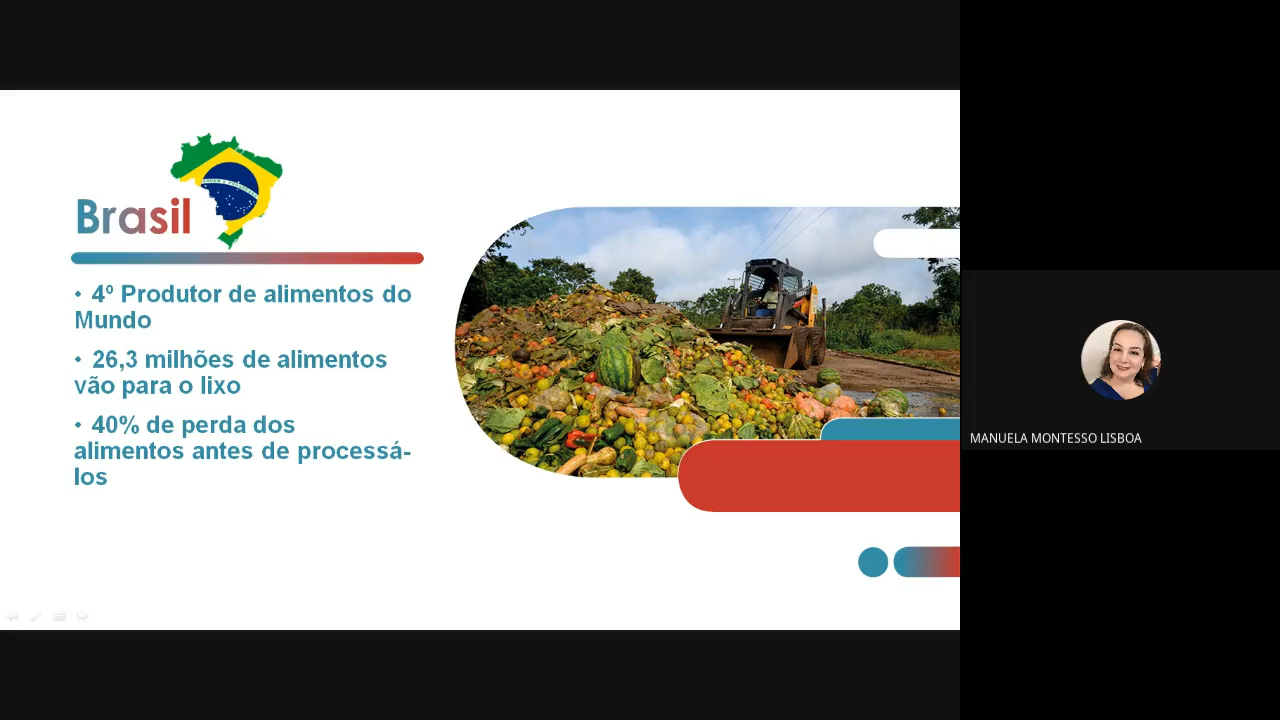 Brasil
• 4º Produtor de alimentos do
Mundo
• 26,3 milhões de alimentos
vão para o lixo
• 40% de perda dos
alimentos antes de processá-
los
MANUELA MONTESSO LISBOA